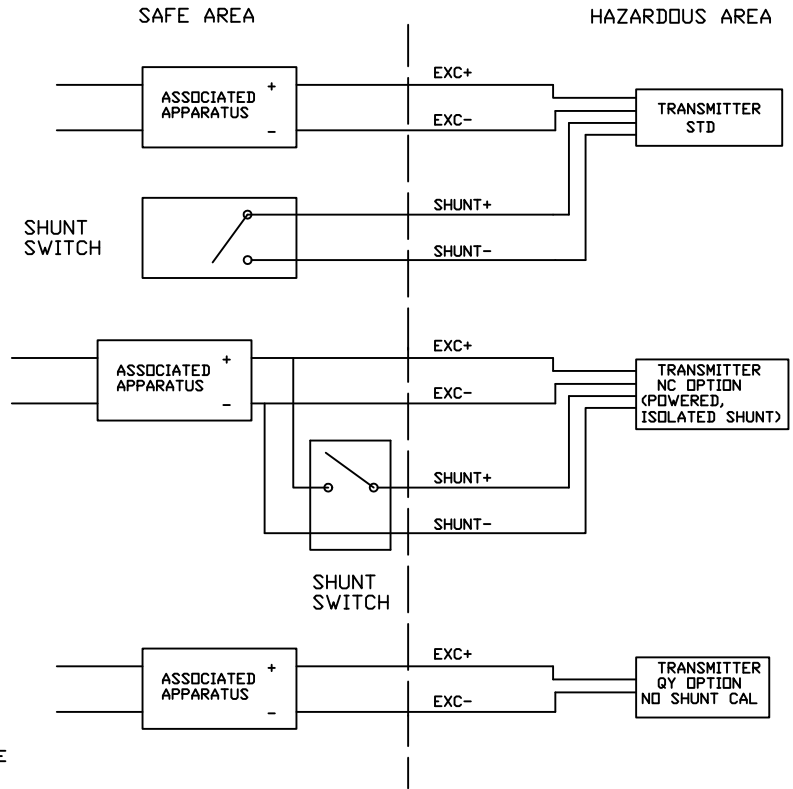 SAFE AREA
HAZARDOUS AREA
ASSOCIATED
APPARATUS
+
-
EXC+
EXC-
TRANSMITTER
STD
SHUNT
SWITCH
SHUNT+
SHUNT-
ASSOCIATED
APPARATUS
+
-
EXC+
EXC-
TRANSMITTER
NC OPTION
(POWERED,
ISOLATED SHUNT)
SHUNT+
SHUNT-
SHUNT
SWITCH
ASSOCIATED
APPARATUS
+
-
EXC+
EXC-
TRANSMITTER
QY OPTION
NO SHUNT CAL
E